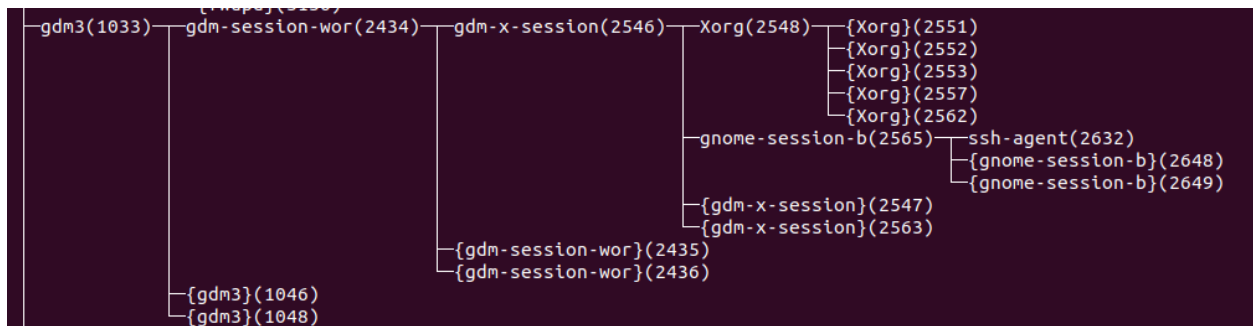 ├─gdm3(1033)─┬─gdm-session-wor(2434)─┬─gdm-x-session(2546)─┬─Xorg(2548)─┬─{Xorg}(2551)
├─{Xorg}(2552)
├─{Xorg}(2553)
├─{Xorg}(2557)
└─{Xorg}(2562)
├─gnome-session-b(2565)─┬─ssh-agent(2632)
├─{gnome-session-b}(2648)
└─{gnome-session-b}(2649)
├─{gdm-x-session}(2547)
└─{gdm-x-session}(2563)
├─{gdm-session-wor}(2435)
└─{gdm-session-wor}(2436)
├─{gdm3}(1046)
└─{gdm3}(1048)